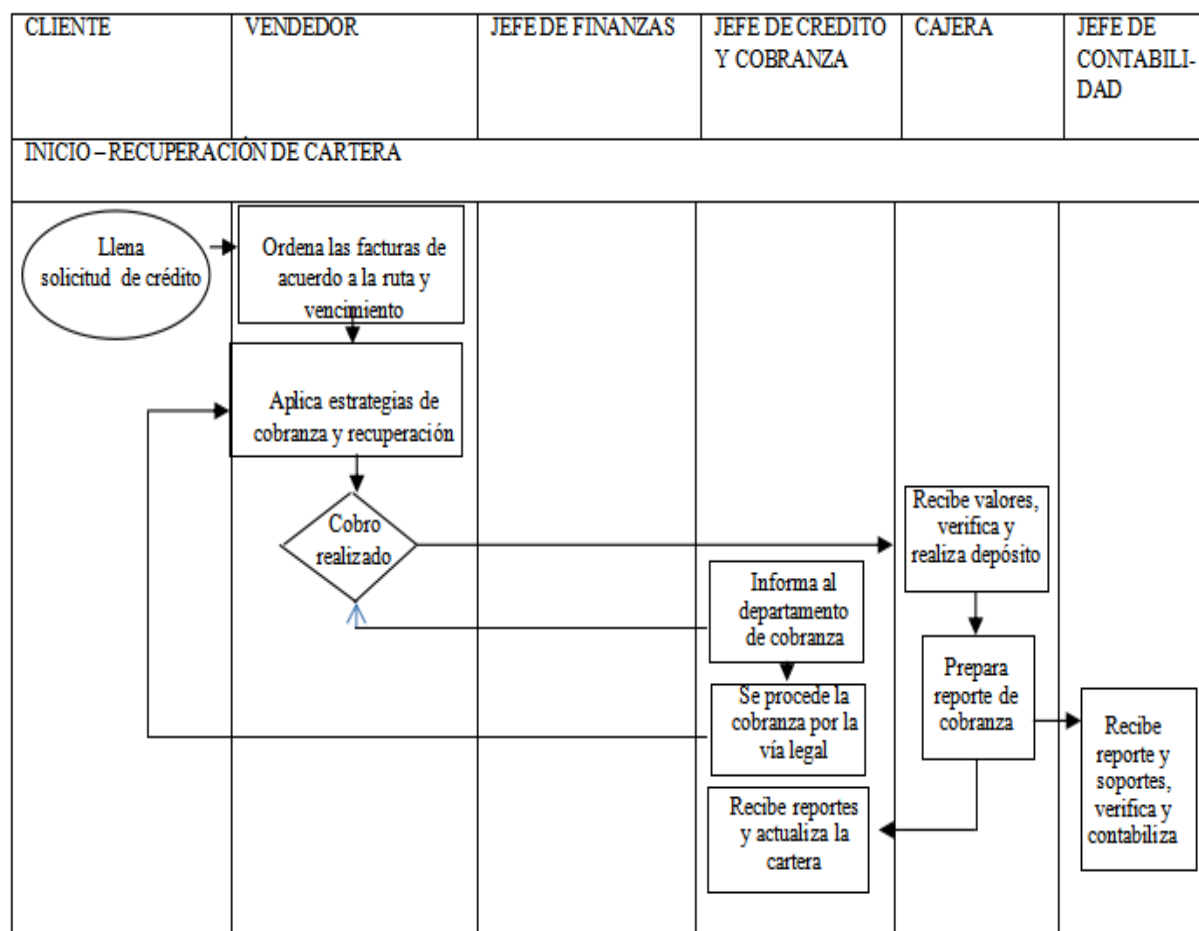 CLIENTE
VENDEDOR
JEFE DE FINANZAS
JEFE DE CREDITO
Y COBRANZA
CAJERA
JEFE DE
CONTABILI-
DAD
INICIO – RECUPERACIÓN DE CARTERA
Llena
solicitud de crédito
Ordena las facturas de
acuerdo a la ruta y
vencimiento
Aplica estrategias de
cobranza y recuperación
Cobro
realizado
Recibe valores,
verifica y
realiza depósito
Informa al
departamento
de cobranza
Prepara
reporte de
cobranza
Se procede la
cobranza por la
vía legal
Recibe
reporte y
soportes,
verifica y
contabiliza
Recibe reportes
y actualiza la
cartera